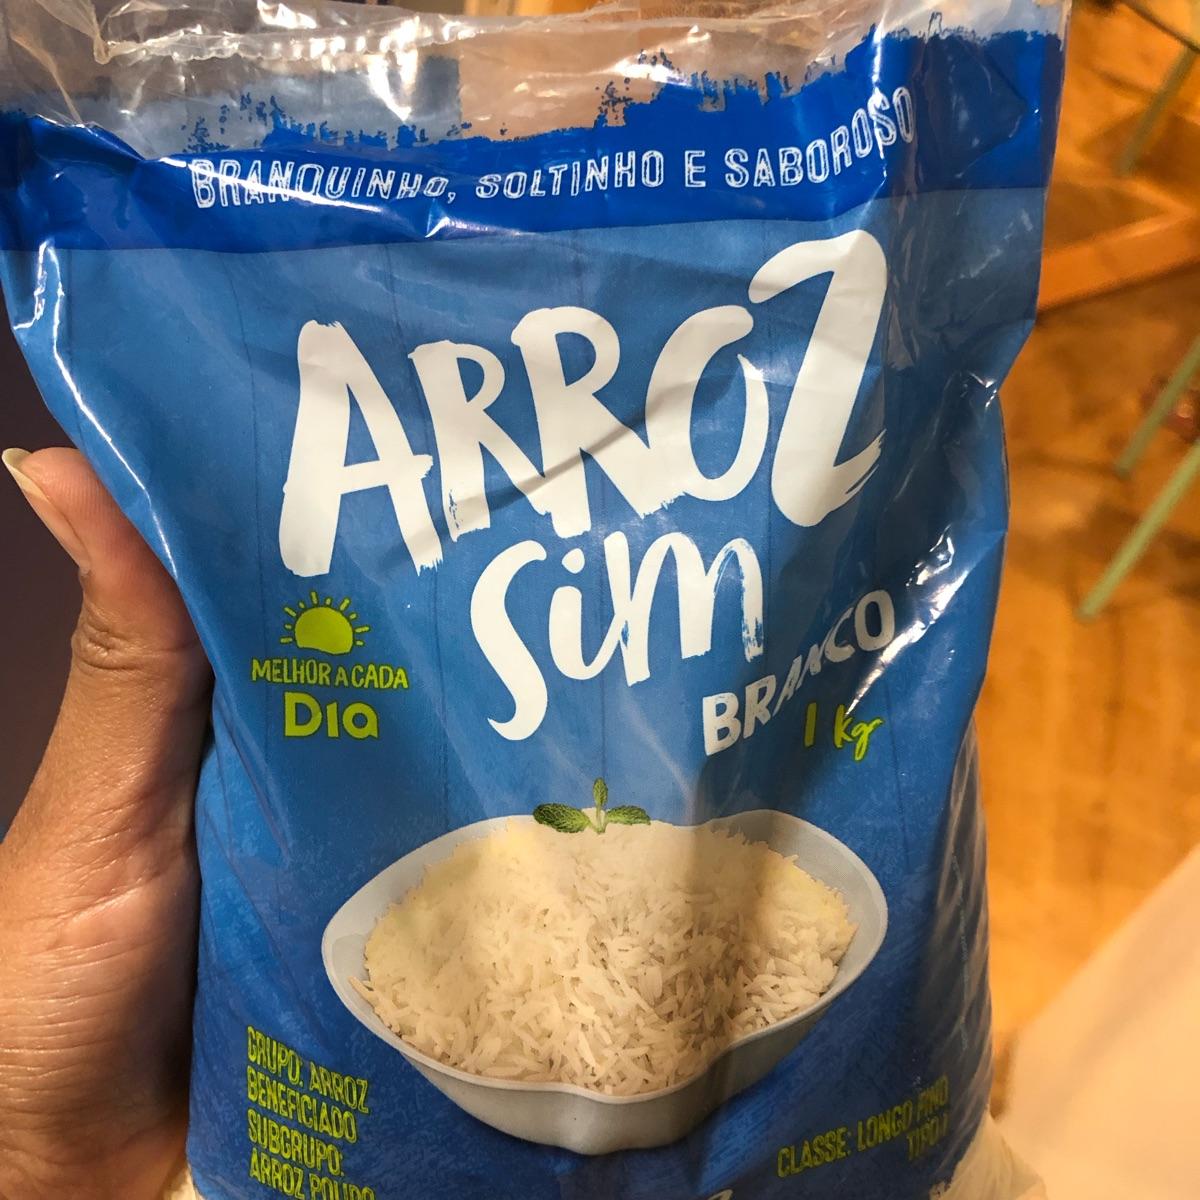 BRANQUINHO, SOLTINHO E SABOROSO
ARROZ
Sim
BRANCO
1 kg
MELHOR A CADA
DIA
GRUPO: ARROZ
BENEFICIADO
SUBGRUPO:
ARROZ POLIDO
CLASSE: LONGO FINO
TIPO 1